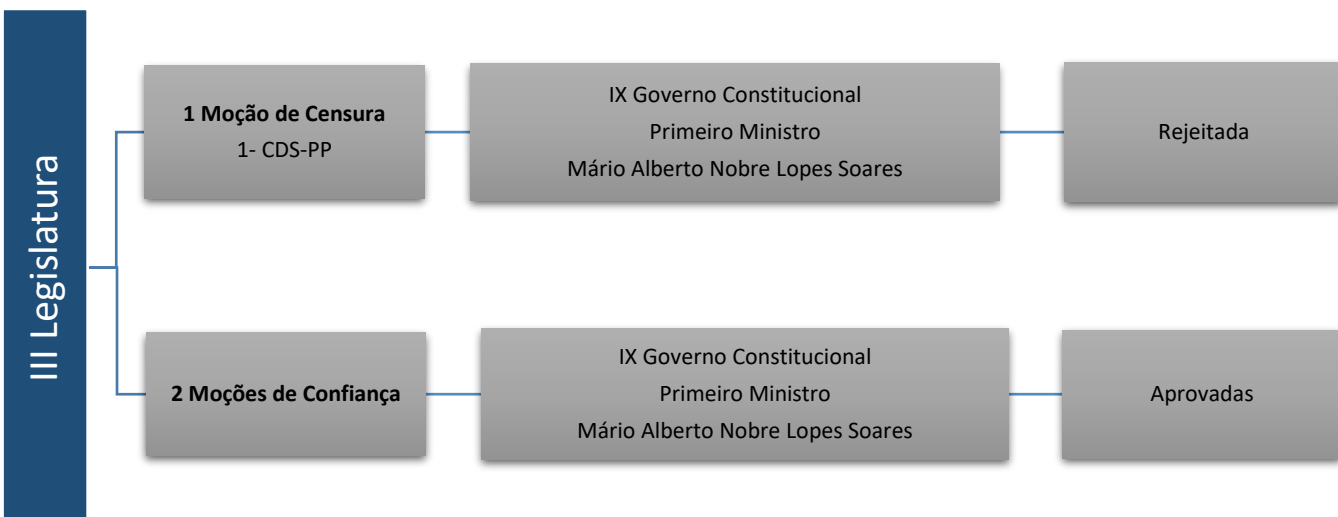 III Legislatura
1 Moção de Censura
1- CDS-PP
IX Governo Constitucional
Primeiro Ministro
Mário Alberto Nobre Lopes Soares
Rejeitada
2 Moções de Confiança
IX Governo Constitucional
Primeiro Ministro
Mário Alberto Nobre Lopes Soares
Aprovadas